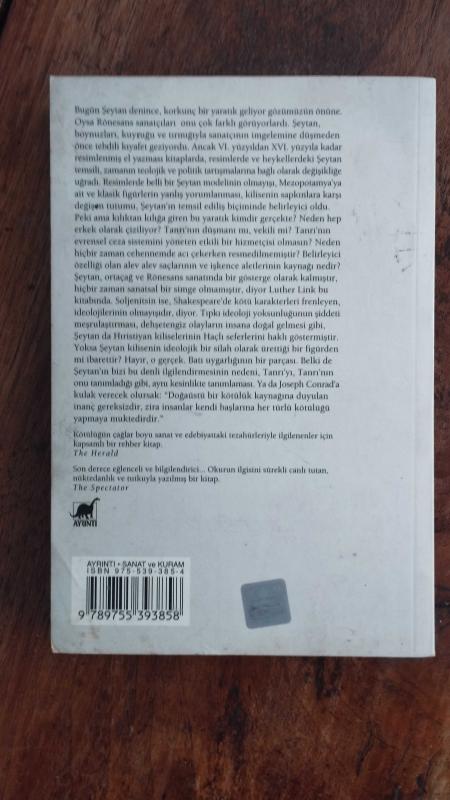 Bugün Şeytan denince, korkunç bir yaratık geliyor gözümüzün önüne.
Oysa Rönesans sanatçıları onu çok farklı görüyorlardı. Şeytan,
boynuzları, kuyruğu ve tırmığıyla sanatçının imgelemine düşmeden
önce tebdili kıyafet geziyordu. Ancak VI. yüzyıldan XVI. yüzyıla kadar
resimlenmiş el yazması kitaplarda, resimlerde ve heykellerdeki Şeytan
temsili, zamanın teolojik ve politik tartışmalarına bağlı olarak değişikliğe
uğradı. Resimlerde belli bir Şeytan modelinin olmayışı, Mezopotamya'ya
ait ve klasik figürlerin yanlış yorumlanması, kilisenin sapkınlara karşı
değişen tutumu, Şeytan'ın temsil ediliş biçiminde belirleyici oldu.
Peki ama kılıktan kılığa giren bu yaratık kimdir gerçekte? Neden hep
erkek olarak çiziliyor? Tanrı'nın düşmanı mı, vekili mi? Tanrı'nın
evrensel ceza sistemini yöneten etkili bir hizmetçisi olmasın? Neden
hiçbir zaman cehennemde acı çekerken resmedilmemiştir? Belirleyici
özelliği olan alev alev saçlarının ve işkence aletlerinin kaynağı nedir?
Şeytan, ortaçağ ve Rönesans sanatında bir gösterge olarak kalmıştır,
hiçbir zaman sanatsal bir simge olmamıştır, diyor Luther Link bu
kitabında. Soljenitsin ise, Shakespeare'de kötü karakterleri frenleyen,
ideolojilerinin olmayışıdır, diyor. Tıpkı ideoloji yoksunluğunun şiddeti
meşrulaştırması, dehşetengiz olayların insana doğal gelmesi gibi,
Şeytan da Hıristiyan kiliselerinin Haçlı seferlerini haklı göstermiştir.
Yoksa Şeytan kilisenin ideolojik bir silah olarak ürettiği bir figürden
mi ibarettir? Hayır, o gerçek. Batı uygarlığının bir parçası. Belki de
Şeytan'ın bizi bu denli ilgilendirmesinin nedeni, Tanrı'yı, Tanrı'nın
onu tanımladığı gibi, aynı kesinlikte tanımlaması. Ya da Joseph Conrad'a
kulak verecek olursak: "Doğaüstü bir kötülük kaynağına duyulan
inanç gereksizdir, zira insanlar kendi başlarına her türlü kötülüğü
yapmaya muktedirdir."
Kötülüğün çağlar boyu sanat ve edebiyattaki tezahürleriyle ilgilenenler için
kapsamlı bir rehber kitap.
The Herald
Son derece eğlenceli ve bilgilendirici... Okurun ilgisini sürekli canlı tutan,
nüktedanlık ve tutkuyla yazılmış bir kitap.
The Spectator
AYRINTI
AYRINTI • SANAT ve KURAM
ISBN 975-539-385-4
9 789755 393858